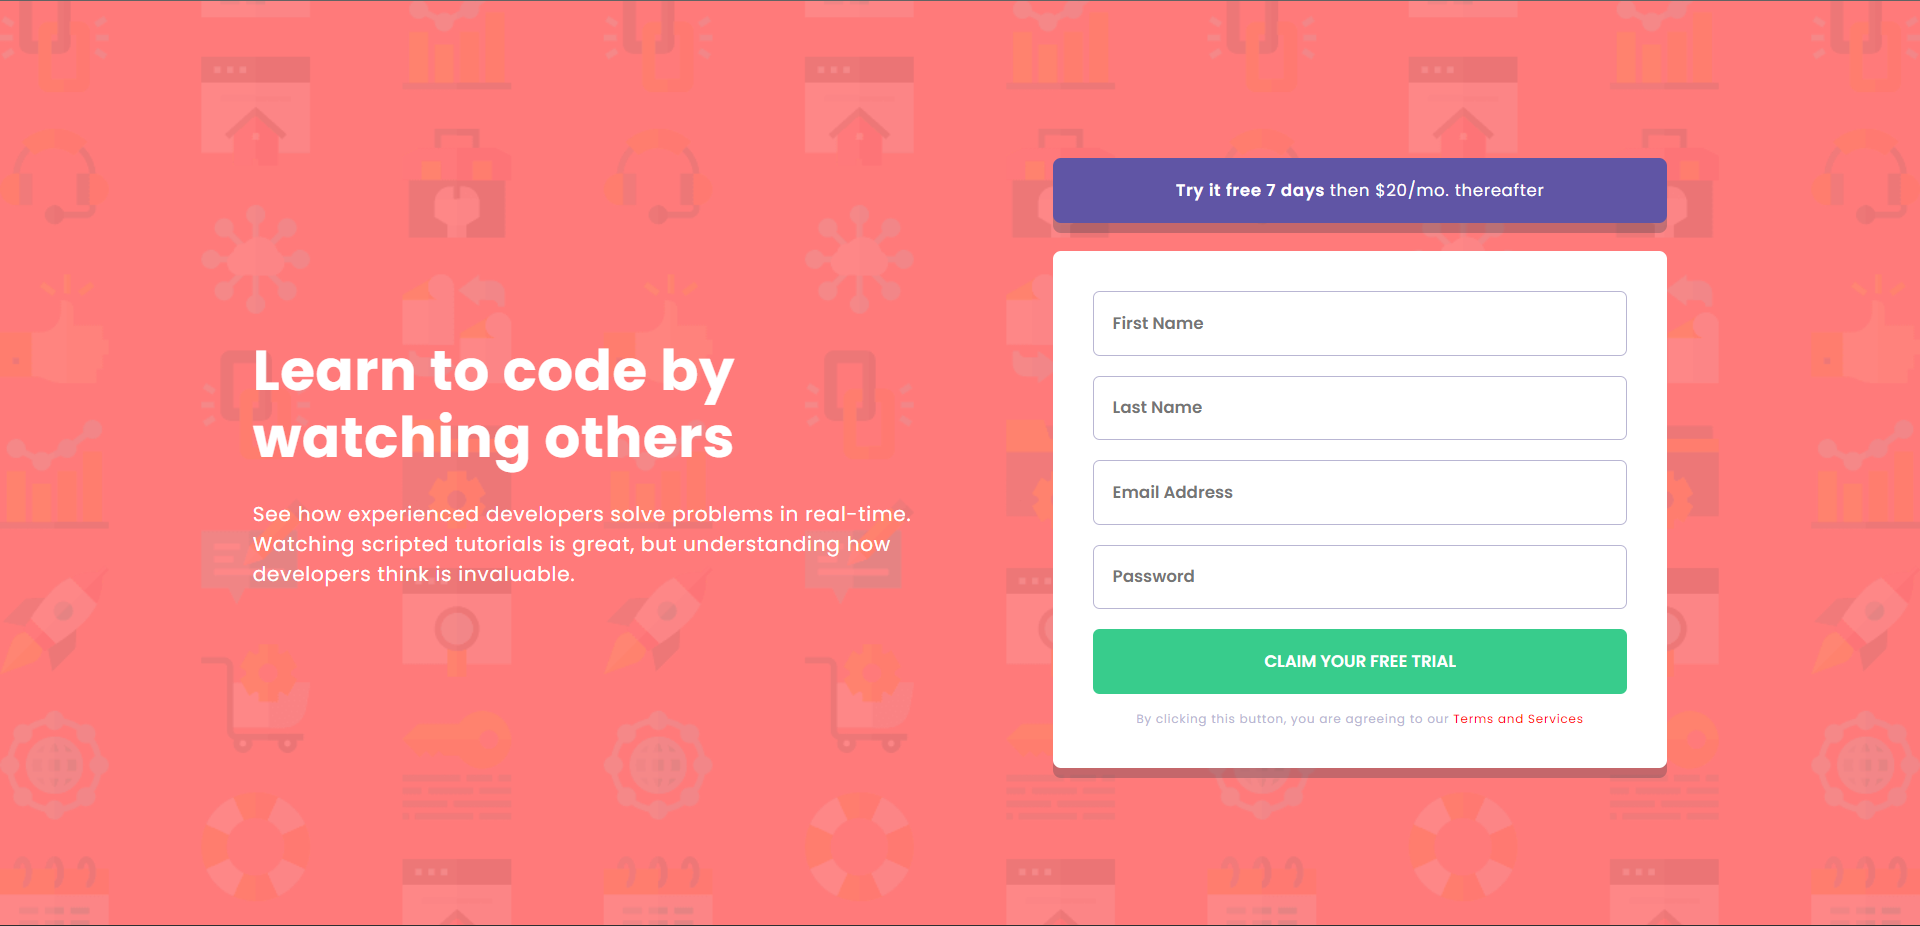 Learn to code by
watching others
See how experienced developers solve problems in real-time.
Watching scripted tutorials is great, but understanding how
developers think is invaluable.
Try it free 7 days then $20/mo. thereafter
First Name
Last Name
Email Address
Password
CLAIM YOUR FREE TRIAL
By clicking this button, you are agreeing to our Terms and Services